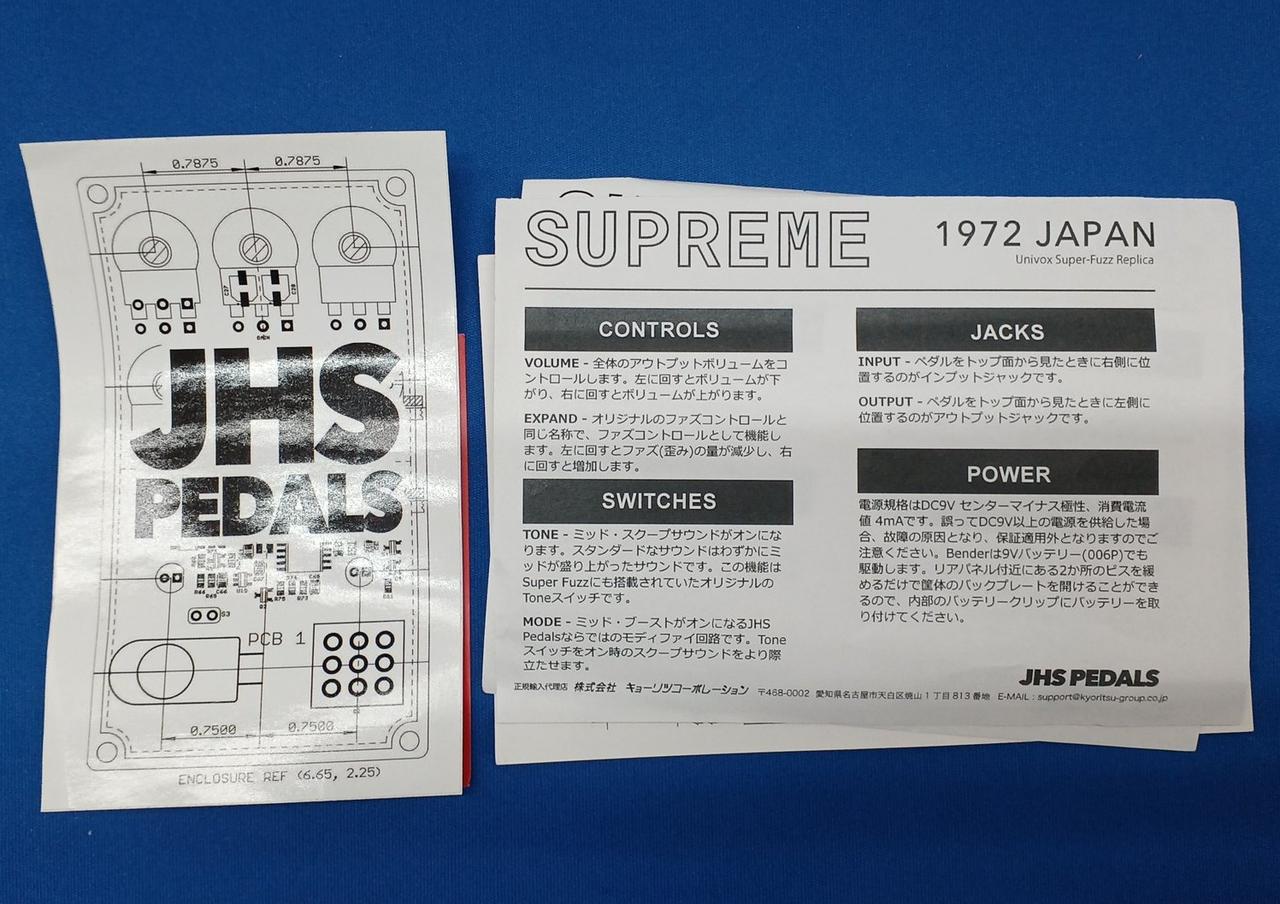 0.7875 0.7875
JHS
PEDALS
R66
R65
C66
R75
R73
S3
PCB 1
0.7500 0.7500
ENCLOSURE REF (6.65, 2.25)
SUPREME
1972 JAPAN
Univox Super-Fuzz Replica
CONTROLS
VOLUME - 全体のアウトプットボリュームをコ
ントロールします。左に回すとボリュームが下
がり、右に回すとボリュームが上がります。
EXPAND - オリジナルのファズコントロールと
同じ名称で、ファズコントロールとして機能し
ます。左に回すとファズ(歪み)の量が減少し、右
に回すと増加します。
SWITCHES
TONE - ミッド・スクープサウンドがオンにな
ります。スタンダードなサウンドはわずかにミ
ッドが盛り上がったサウンドです。この機能は
Super Fuzzにも搭載されていたオリジナルの
Toneスイッチです。
MODE - ミッド・ブーストがオンになるJHS
Pedalsならではのモディファイ回路です。Tone
スイッチをオン時のスクープサウンドをより際
立たせます。
JACKS
INPUT - ペダルをトップ面から見たときに右側に位
置するのがインプットジャックです。
OUTPUT - ペダルをトップ面から見たときに左側に
位置するのがアウトプットジャックです。
POWER
電源規格はDC9V センターマイナス極性、消費電流
値 4mAです。誤ってDC9V以上の電源を供給した場
合、故障の原因となり、保証適用外となりますのでご
注意ください。Benderは9Vバッテリー(006P)でも
駆動します。リアパネル付近にある2か所のビスを緩
めるだけで筐体のバックプレートを開けることができ
るので、内部のバッテリークリップにバッテリーを取
り付けてください。
JHS PEDALS
正規輸入代理店 株式会社 キョーリツコーポレーション 〒468-0002 愛知県名古屋市天白区焼山1丁目813番地 E-MAIL : support@kyoritsu-group.co.jp